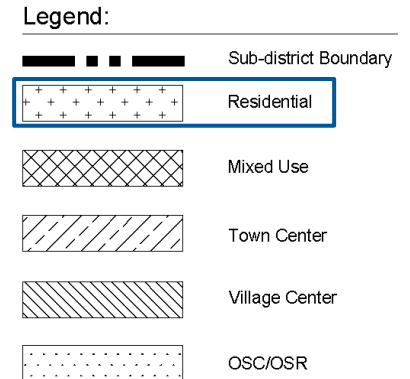 Legend:
Sub-district Boundary
Residential
Mixed Use
Town Center
Village Center
OSC/OSR